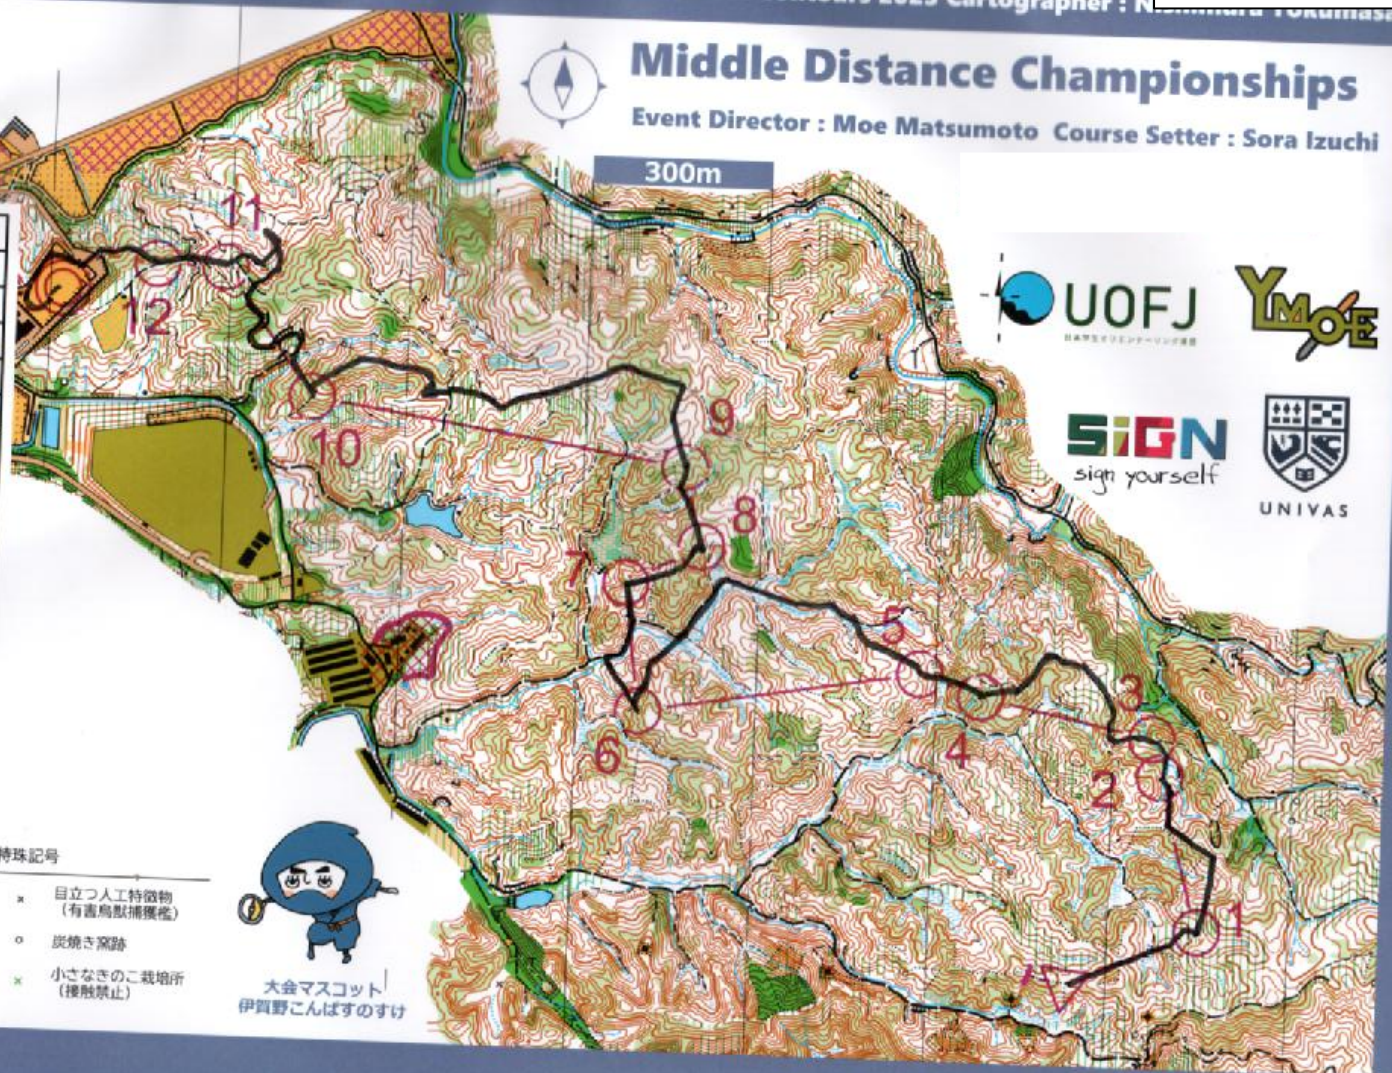 2025 Cartographer : N
Middle Distance Championships
Event Director : Moe Matsumoto Course Setter : Sora Izuchi
300m
UOFJ
YMOE
SiGN
sign yourself
UNIVAS
11
12
10
9
8
7
5
6
4
3
2
1
特殊記号
× 目立つ人工特徴物
(有害鳥獣捕獲檻)
○ 炭焼き窯跡
× 小さなきのこ栽培所
(接触禁止)
大会マスコット
伊賀野こんぱすのすけ